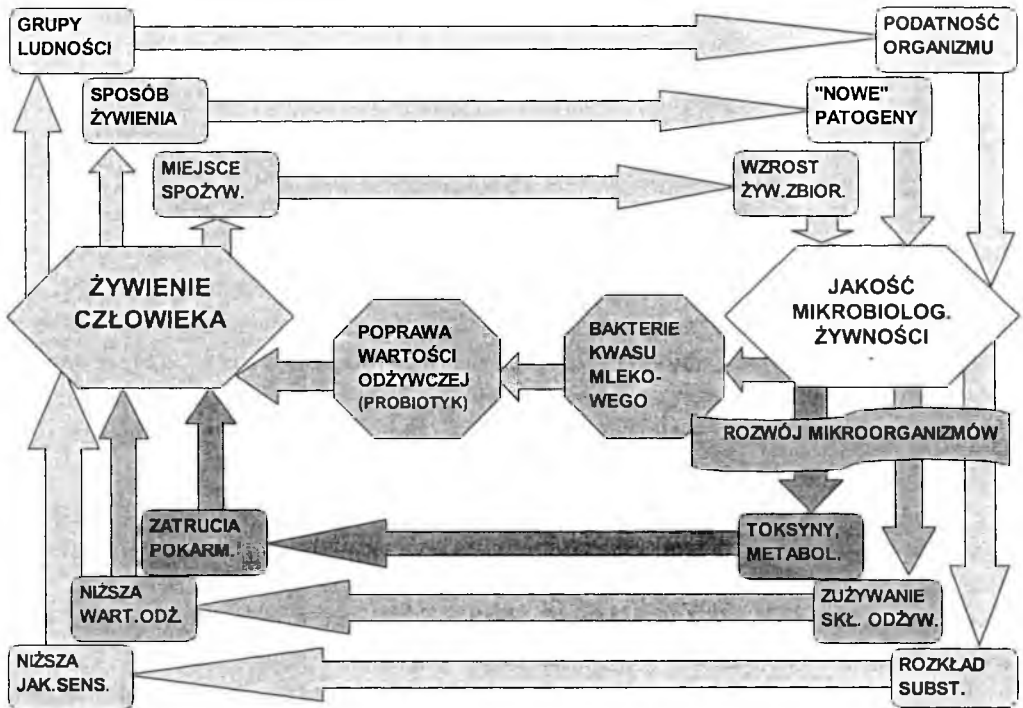 GRUPY
LUDNOŚCI
PODATNOŚĆ
ORGANIZMU
SPOSÓB
ŻYWIENIA
"NOWE"
PATOGENY
MIEJSCE
SPOŻYW.
WZROST
ŻYW.ZBIOR.
ŻYWIENIE
CZŁOWIEKA
POPRAWA
WARTOŚCI
ODŻYWCZEJ
(PROBIOTYK)
BAKTERIE
KWASU
MLEKO-
WEGO
JAKOŚĆ
MIKROBIOLOG.
ŻYWNOŚCI
ROZWÓJ MIKROORGANIZMÓW
ZATRUCIA
POKARM.
TOKSYNY,
METABOL.
NIŻSZA
WART.ODŻ.
ZUŻYWANIE
SKŁ. ODŻYW.
NIŻSZA
JAK.SENS.
ROZKŁAD
SUBST.